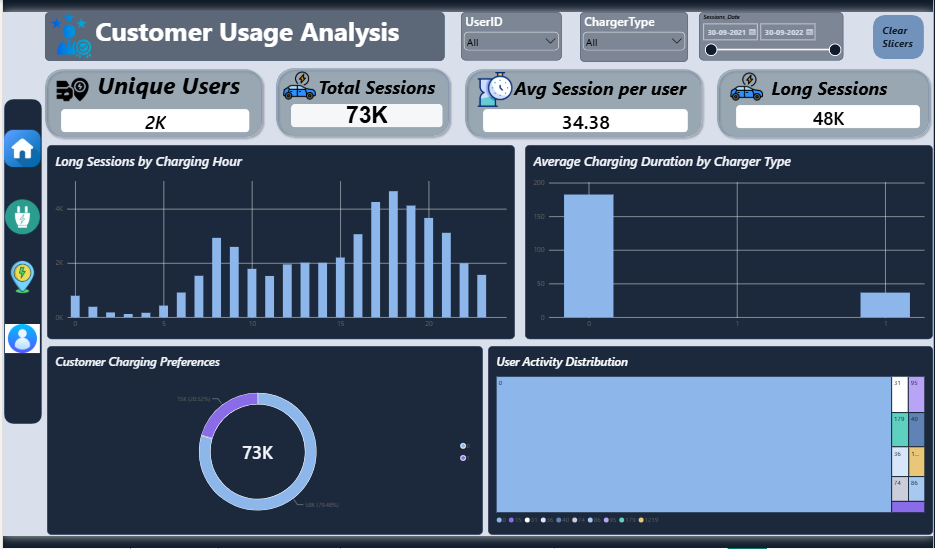 Customer Usage Analysis
UserID
All
ChargerType
All
Sessions_Date
30-09-2021
30-09-2022
Clear
Slicers
Unique Users
2K
Total Sessions
73K
Avg Session per user
34.38
Long Sessions
48K
Long Sessions by Charging Hour
4K
2K
0K
0 5 10 15 20
Average Charging Duration by Charger Type
200
150
100
50
0
0 1 1
Customer Charging Preferences
73K
User Activity Distribution
0
31 95
179 40
36 1...
74 86